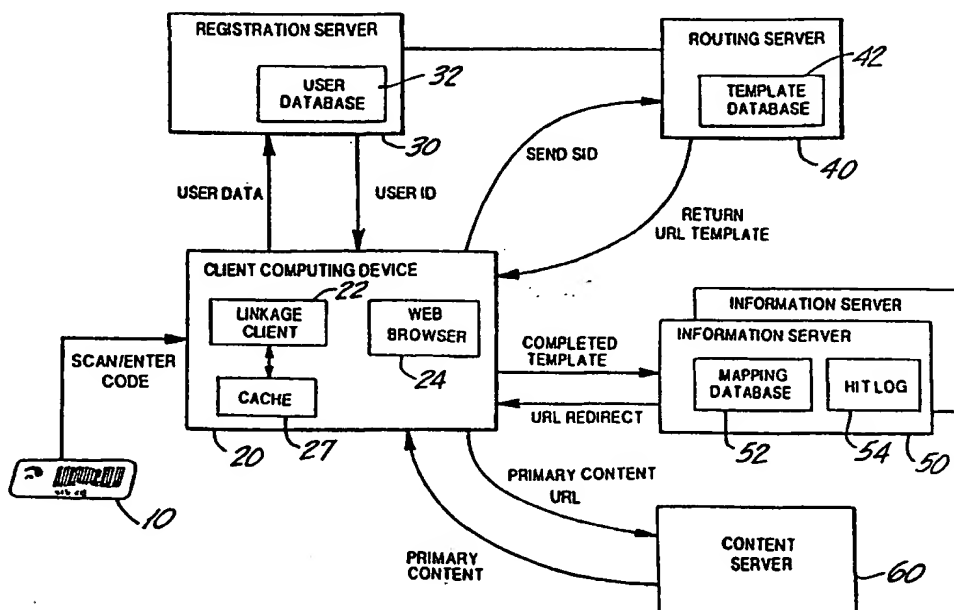 REGISTRATION SERVER
USER
DATABASE
32
30
ROUTING SERVER
42
TEMPLATE
DATABASE
40
SEND SID
USER DATA
USER ID
RETURN
URL TEMPLATE
CLIENT COMPUTING DEVICE
22
LINKAGE
CLIENT
WEB
BROWSER
24
CACHE
27
20
SCAN/ENTER
CODE
10
INFORMATION SERVER
INFORMATION SERVER
COMPLETED
TEMPLATE
MAPPING
DATABASE
HIT LOG
URL REDIRECT
52
54
50
PRIMARY CONTENT
URL
PRIMARY
CONTENT
CONTENT
SERVER
60